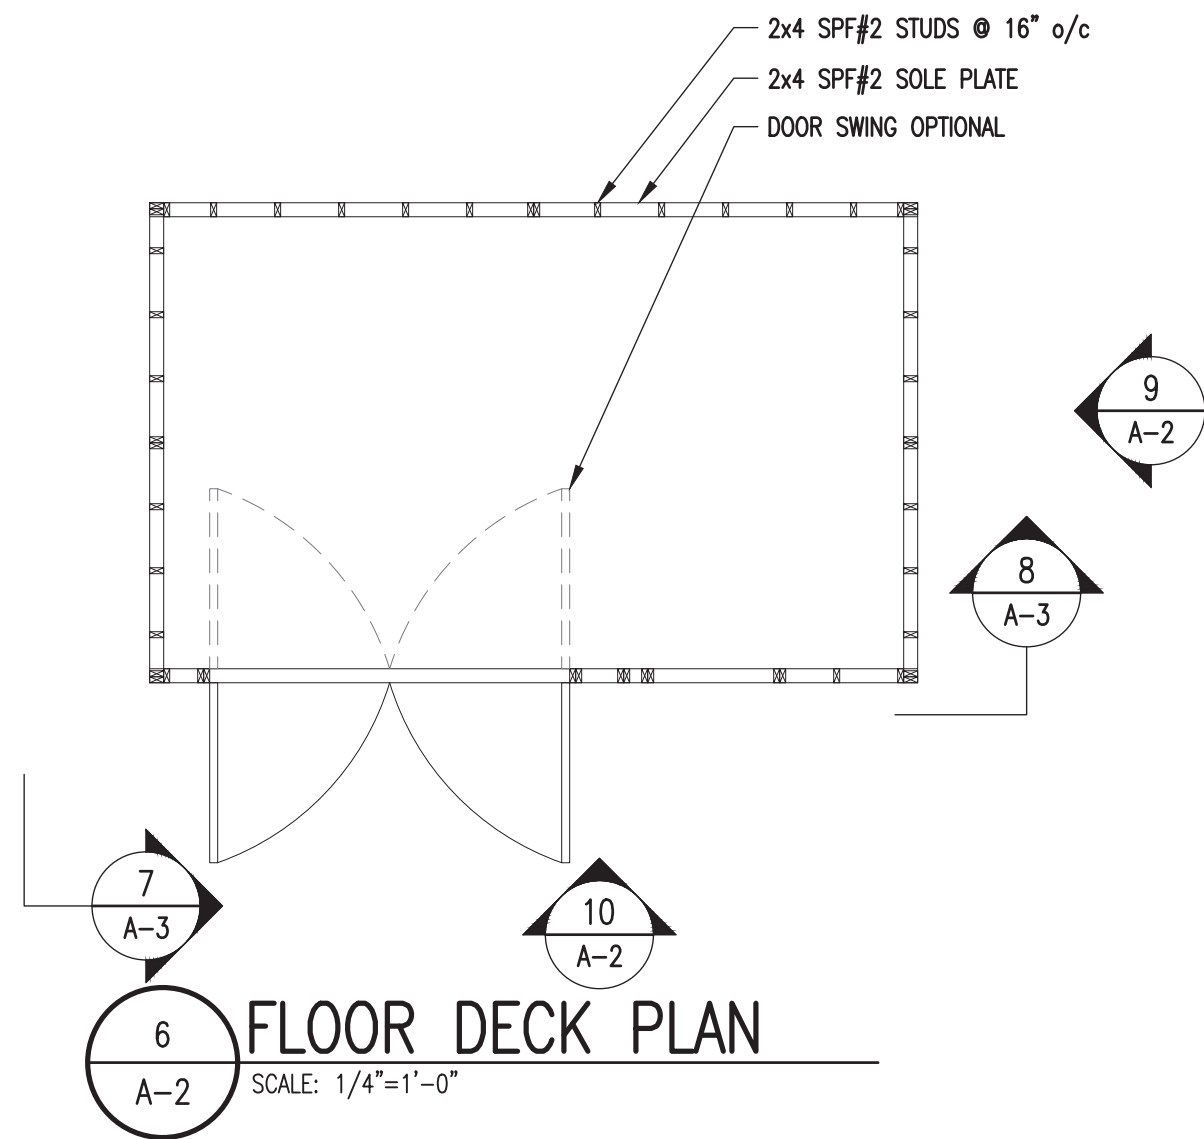 2x4 SPF#2 STUDS @ 16" o/c
2x4 SPF#2 SOLE PLATE
DOOR SWING OPTIONAL
9
A-2
8
A-3
7
A-3
10
A-2
6
A-2
FLOOR DECK PLAN
SCALE: 1/4"=1'-0"